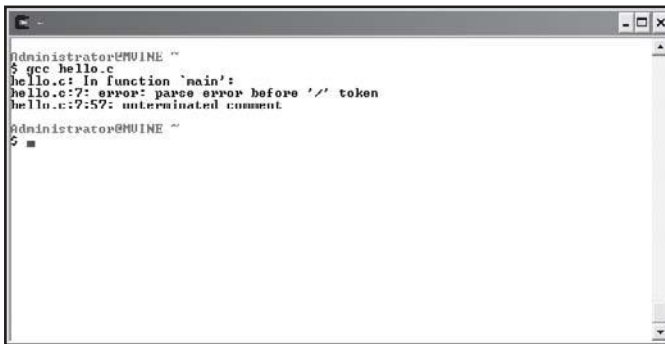 Administrator@MVINE ~
$ gcc hello.c
hello.c: In function `main':
hello.c:7: error: parse error before '/' token
hello.c:7:57: unterminated comment
Administrator@MVINE ~
$